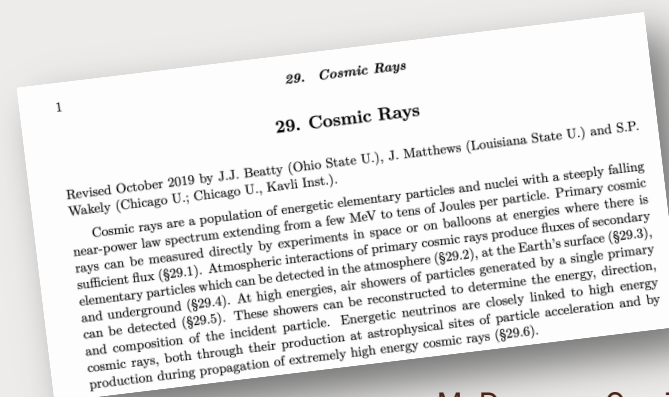 29. Cosmic Rays
1
29. Cosmic Rays
Revised October 2019 by J.J. Beatty (Ohio State U.), J. Matthews (Louisiana State U.) and S.P.
Wakely (Chicago U.; Chicago U., Kavli Inst.).
Cosmic rays are a population of energetic elementary particles and nuclei with a steeply falling
near-power law spectrum extending from a few MeV to tens of Joules per particle. Primary cosmic
rays can be measured directly by experiments in space or on balloons at energies where there is
sufficient flux (§29.1). Atmospheric interactions of primary cosmic rays produce fluxes of secondary
elementary particles which can be detected in the atmosphere (§29.2), at the Earth's surface (§29.3),
and underground (§29.4). At high energies, air showers of particles generated by a single primary
can be detected (§29.5). These showers can be reconstructed to determine the energy, direction,
and composition of the incident particle. Energetic neutrinos are closely linked to high energy
cosmic rays, both through their production at astrophysical sites of particle acceleration and by
production during propagation of extremely high energy cosmic rays (§29.6).